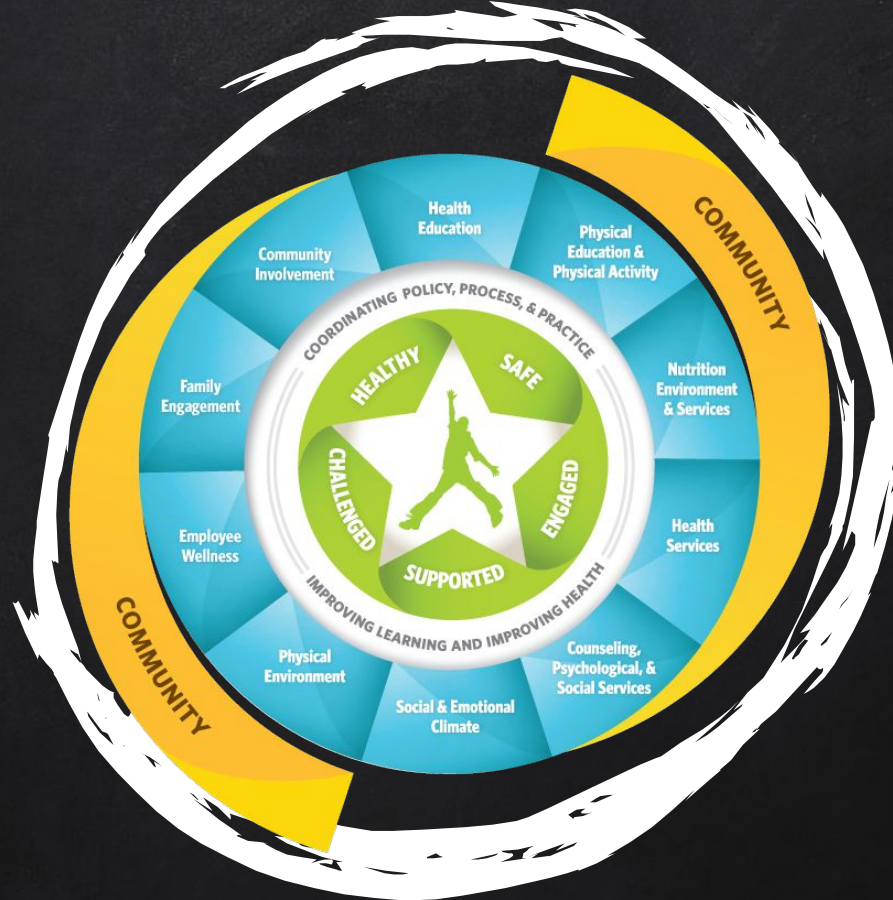 COMMUNITY
Health
Education
Physical
Education &
Physical Activity
Nutrition
Environment
& Services
Health
Services
Counseling,
Psychological, &
Social Services
Social & Emotional
Climate
Physical
Environment
Employee
Wellness
Family
Engagement
Community
Involvement
COORDINATING POLICY, PROCESS, & PRACTICE
IMPROVING LEARNING AND IMPROVING HEALTH
HEALTHY
SAFE
ENGAGED
SUPPORTED
CHALLENGED
COMMUNITY